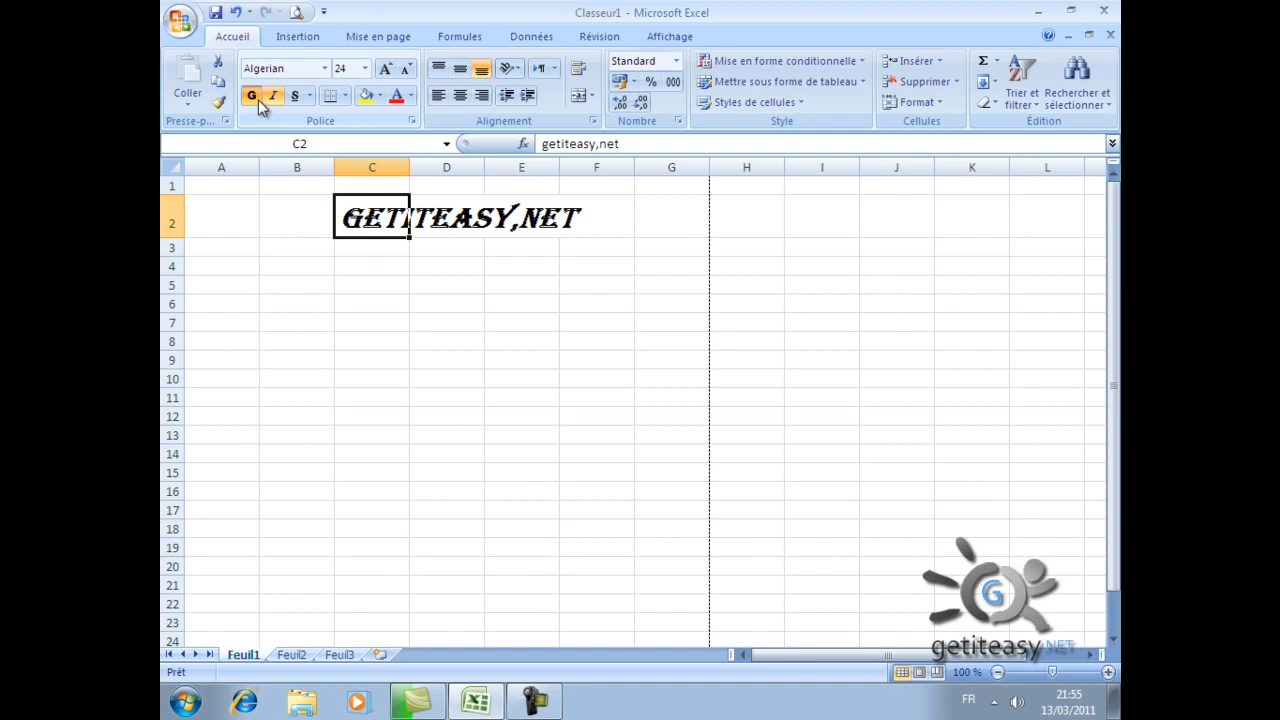 Classeur1 - Microsoft Excel
Accueil Insertion Mise en page Formules Données Révision Affichage
Algerian 24 Standard Mise en forme conditionnelle Insérer Σ
Coller G I S % 000 Mettre sous forme de tableau Supprimer Trier et filtrer Rechercher et sélectionner
Styles de cellules Format
Presse-p... Police Alignement Nombre Style Cellules Édition
C2 fx getiteasy,net
A B C D E F G H I J K L
1
2 GETITEASY,NET
3
4
5
6
7
8
9
10
11
12
13
14
15
16
17
18
19
20
21
22
23
24
G
getiteasy.NET
Feuil1 Feuil2 Feuil3
Prêt 100 %
FR 21:55
13/03/2011